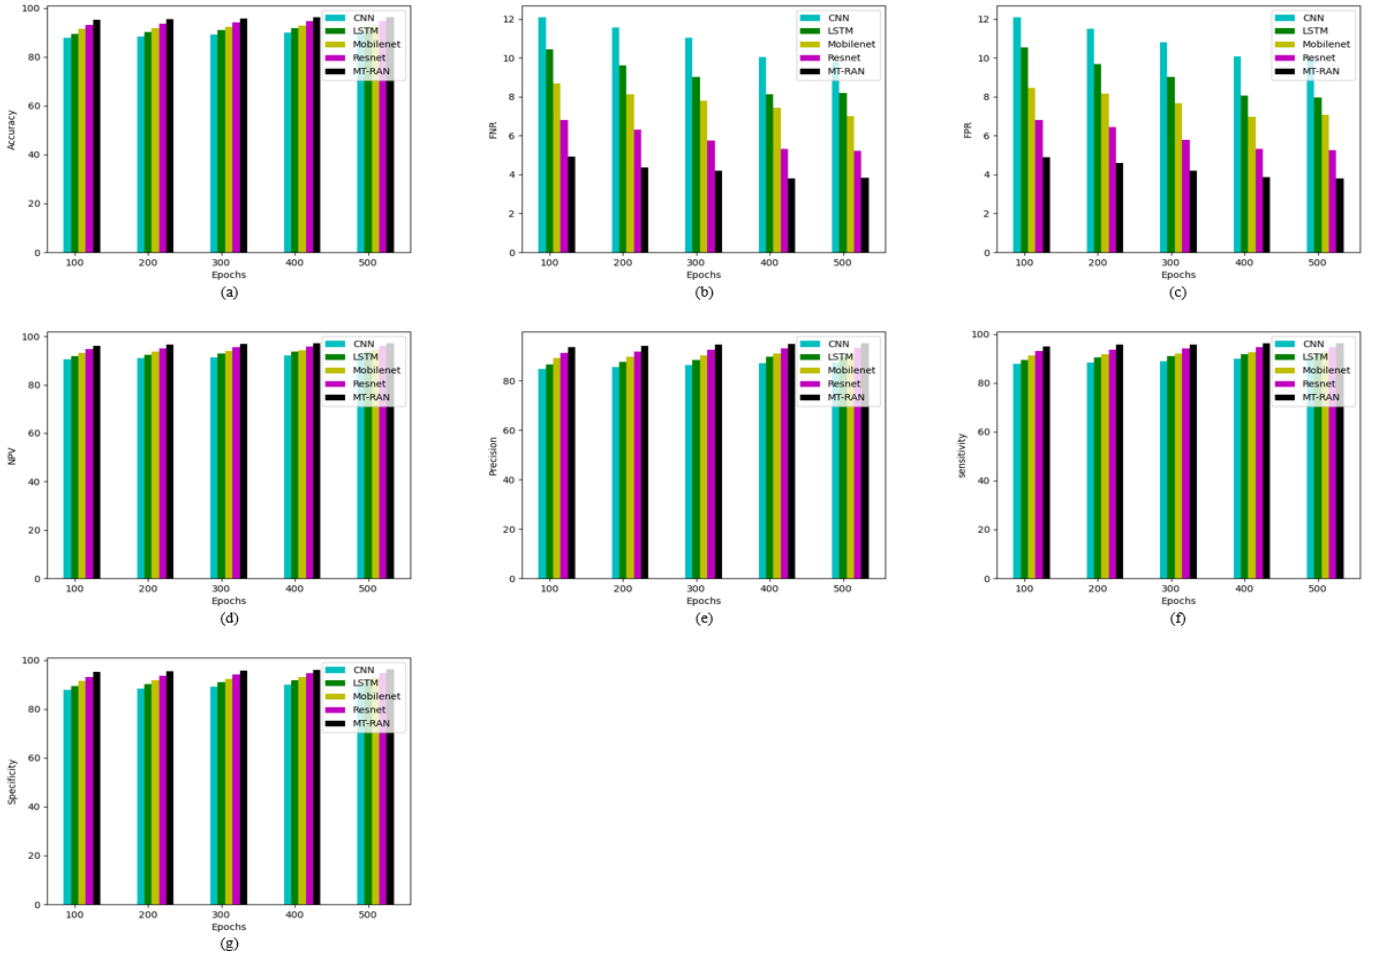 100
80
60
40
20
0
Accuracy
CNN
LSTM
Mobilenet
Resnet
MT-RAN
100 200 300 400 500
Epochs
(a)
12
10
8
6
4
2
0
FNR
CNN
LSTM
Mobilenet
Resnet
MT-RAN
100 200 300 400 500
Epochs
(b)
12
10
8
6
4
2
0
FPR
CNN
LSTM
Mobilenet
Resnet
MT-RAN
100 200 300 400 500
Epochs
(c)
100
80
60
40
20
0
NPV
CNN
LSTM
Mobilenet
Resnet
MT-RAN
100 200 300 400 500
Epochs
(d)
80
60
40
20
0
Precision
CNN
LSTM
Mobilenet
Resnet
MT-RAN
100 200 300 400 500
Epochs
(e)
100
80
60
40
20
0
sensitivity
CNN
LSTM
Mobilenet
Resnet
MT-RAN
100 200 300 400 500
Epochs
(f)
100
80
60
40
20
0
Specificity
CNN
LSTM
Mobilenet
Resnet
MT-RAN
100 200 300 400 500
Epochs
(g)